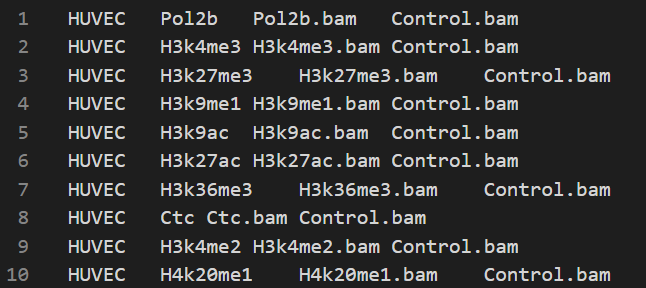 1 HUVEC Pol2b Pol2b.bam Control.bam
2 HUVEC H3k4me3 H3k4me3.bam Control.bam
3 HUVEC H3k27me3 H3k27me3.bam Control.bam
4 HUVEC H3k9me1 H3k9me1.bam Control.bam
5 HUVEC H3k9ac H3k9ac.bam Control.bam
6 HUVEC H3k27ac H3k27ac.bam Control.bam
7 HUVEC H3k36me3 H3k36me3.bam Control.bam
8 HUVEC Ctc Ctc.bam Control.bam
9 HUVEC H3k4me2 H3k4me2.bam Control.bam
10 HUVEC H4k20me1 H4k20me1.bam Control.bam